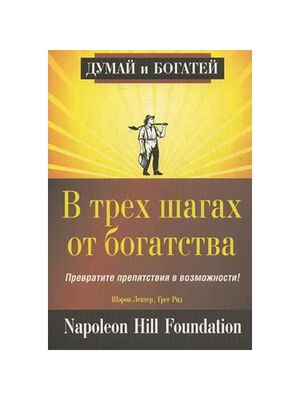 ДУМАЙ и БОГАТЕЙ
В трех шагах
от богатства
Превратите препятствия в возможности!
Шэрон Лектер, Грег Рид
Napoleon Hill Foundation